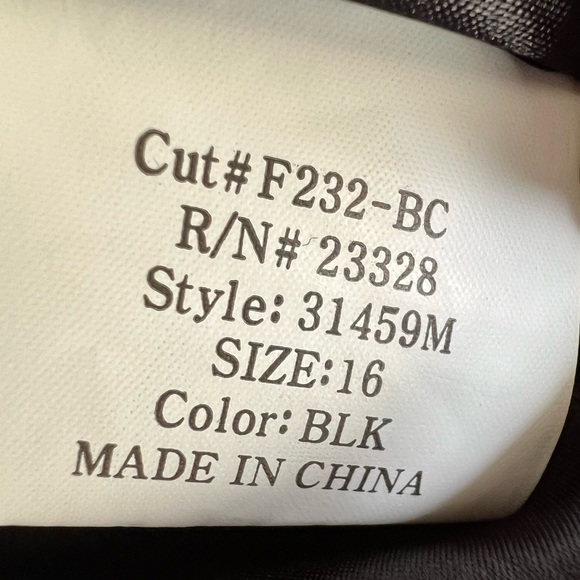 Cut# F232-BC
R/N# 23328
Style: 31459M
SIZE:16
Color: BLK
MADE IN CHINA